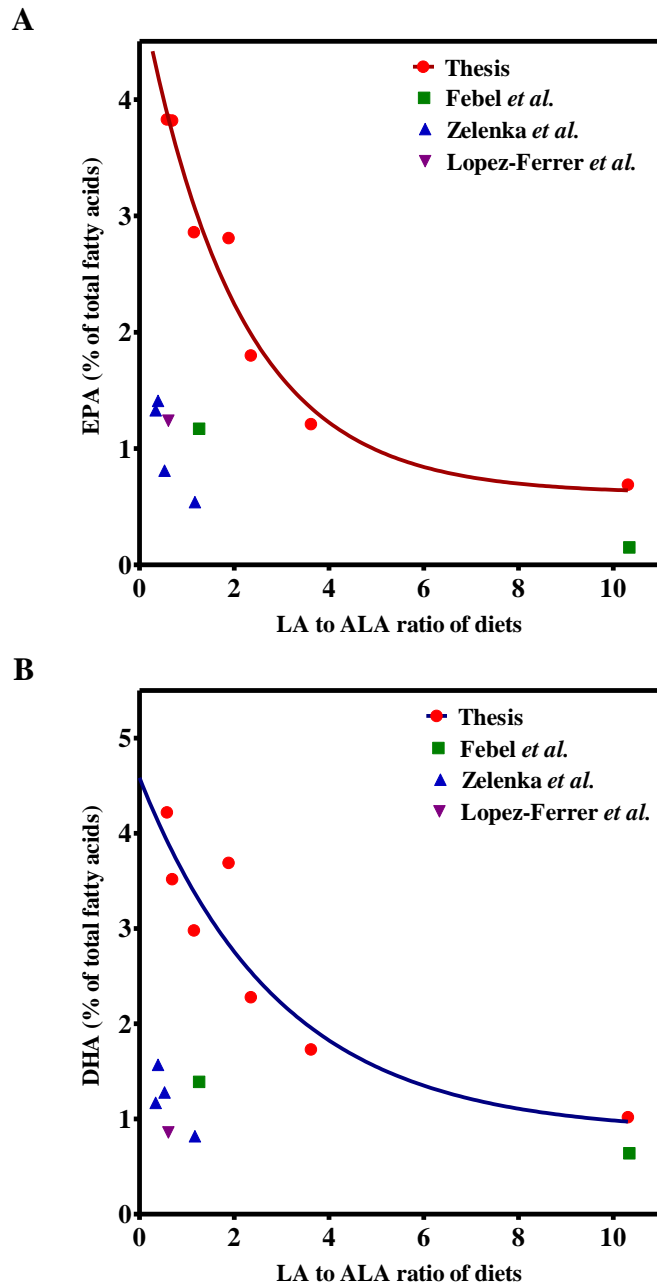 A
4
3
2
1
0
EPA (% of total fatty acids)
Thesis
Febel et al.
Zelenka et al.
Lopez-Ferrer et al.
0 2 4 6 8 10
LA to ALA ratio of diets
B
5
4
3
2
1
0
DHA (% of total fatty acids)
Thesis
Febel et al.
Zelenka et al.
Lopez-Ferrer et al.
0 2 4 6 8 10
LA to ALA ratio of diets